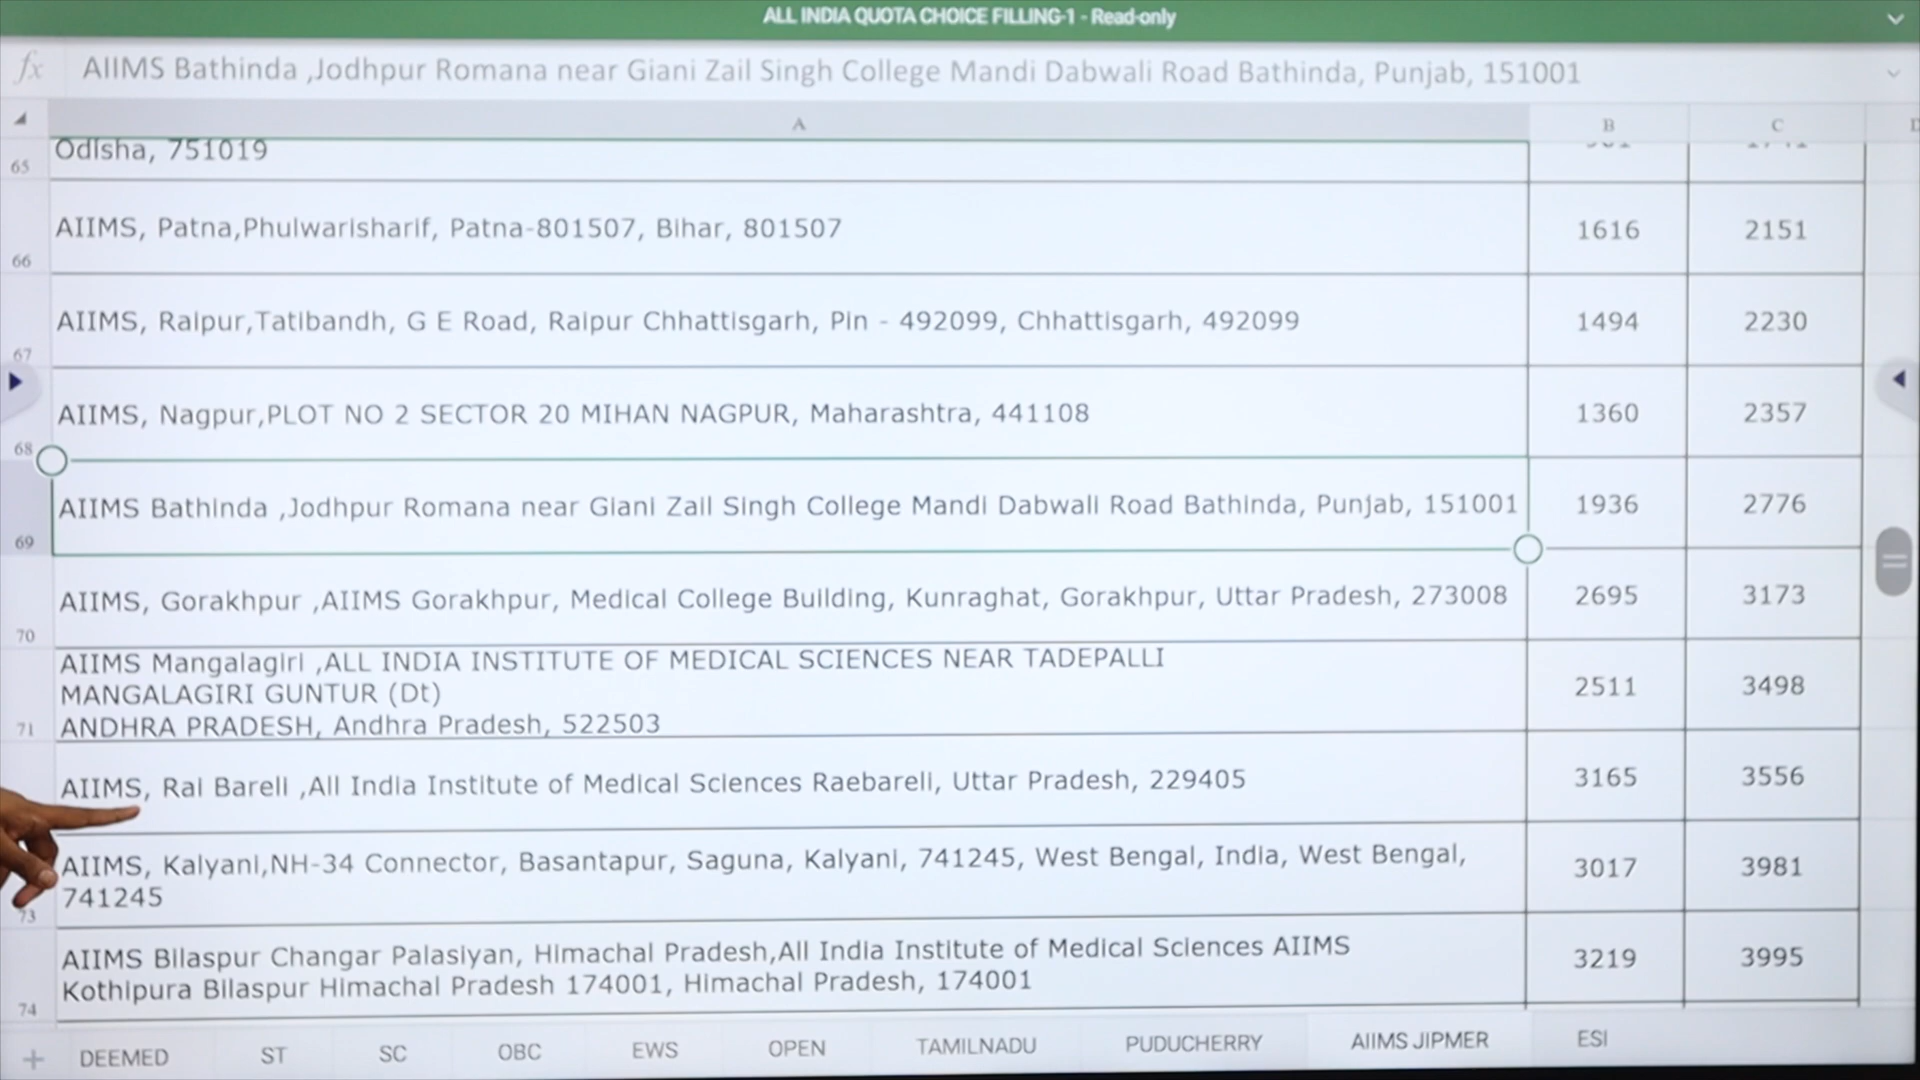 ALL INDIA QUOTA CHOICE FILLING-1 - Read-only
fx AIIMS Bathinda ,Jodhpur Romana near Giani Zail Singh College Mandi Dabwali Road Bathinda, Punjab, 151001
A B C D
65 Odisha, 751019
66 AIIMS, Patna,Phulwarisharif, Patna-801507, Bihar, 801507 1616 2151
67 AIIMS, Raipur,Tatibandh, G E Road, Raipur Chhattisgarh, Pin - 492099, Chhattisgarh, 492099 1494 2230
68 AIIMS, Nagpur,PLOT NO 2 SECTOR 20 MIHAN NAGPUR, Maharashtra, 441108 1360 2357
69 AIIMS Bathinda ,Jodhpur Romana near Giani Zail Singh College Mandi Dabwali Road Bathinda, Punjab, 151001 1936 2776
70 AIIMS, Gorakhpur ,AIIMS Gorakhpur, Medical College Building, Kunraghat, Gorakhpur, Uttar Pradesh, 273008 2695 3173
AIIMS Mangalagiri ,ALL INDIA INSTITUTE OF MEDICAL SCIENCES NEAR TADEPALLI
MANGALAGIRI GUNTUR (Dt) 2511 3498
71 ANDHRA PRADESH, Andhra Pradesh, 522503
AIIMS, Rai Bareli ,All India Institute of Medical Sciences Raebareli, Uttar Pradesh, 229405 3165 3556
AIIMS, Kalyani,NH-34 Connector, Basantapur, Saguna, Kalyani, 741245, West Bengal, India, West Bengal, 3017 3981
73 741245
AIIMS Bilaspur Changar Palasiyan, Himachal Pradesh,All India Institute of Medical Sciences AIIMS 3219 3995
74 Kothipura Bilaspur Himachal Pradesh 174001, Himachal Pradesh, 174001
+ DEEMED ST SC OBC EWS OPEN TAMILNADU PUDUCHERRY AIIMS JIPMER ESI